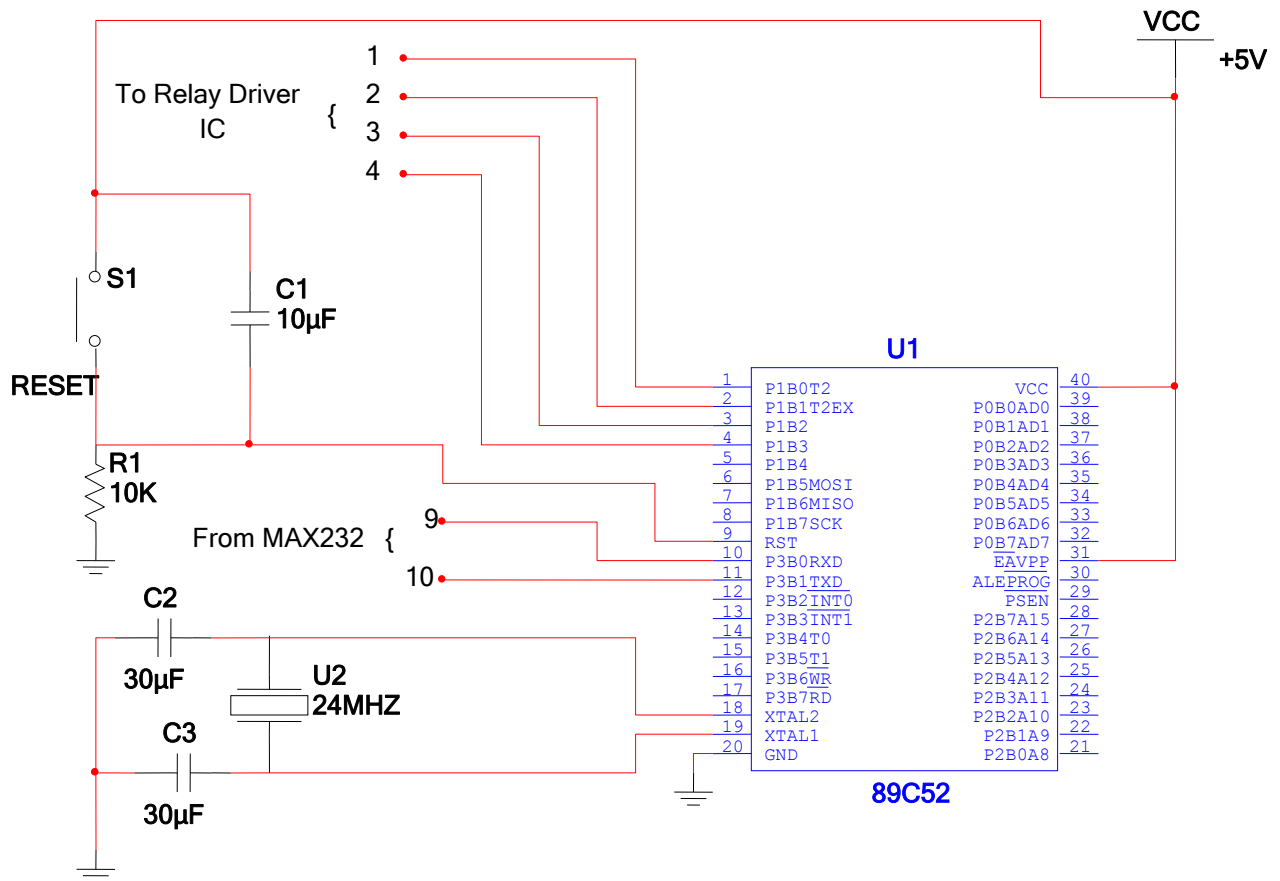 VCC
+5V
1
To Relay Driver
IC
{
2
3
4
S1
C1
10µF
RESET
R1
10K
9
From MAX232 {
10
C2
30µF
U2
24MHZ
C3
30µF
U1
1 P1B0T2 VCC 40
2 P1B1T2EX P0B0AD0 39
3 P1B2 P0B1AD1 38
4 P1B3 P0B2AD2 37
5 P1B4 P0B3AD3 36
6 P1B5MOSI P0B4AD4 35
7 P1B6MISO P0B5AD5 34
8 P1B7SCK P0B6AD6 33
9 RST P0B7AD7 32
10 P3B0RXD EAVPP 31
11 P3B1TXD ALEPROG 30
12 P3B2INT0 PSEN 29
13 P3B3INT1 P2B7A15 28
14 P3B4T0 P2B6A14 27
15 P3B5T1 P2B5A13 26
16 P3B6WR P2B4A12 25
17 P3B7RD P2B3A11 24
18 XTAL2 P2B2A10 23
19 XTAL1 P2B1A9 22
20 GND P2B0A8 21
89C52